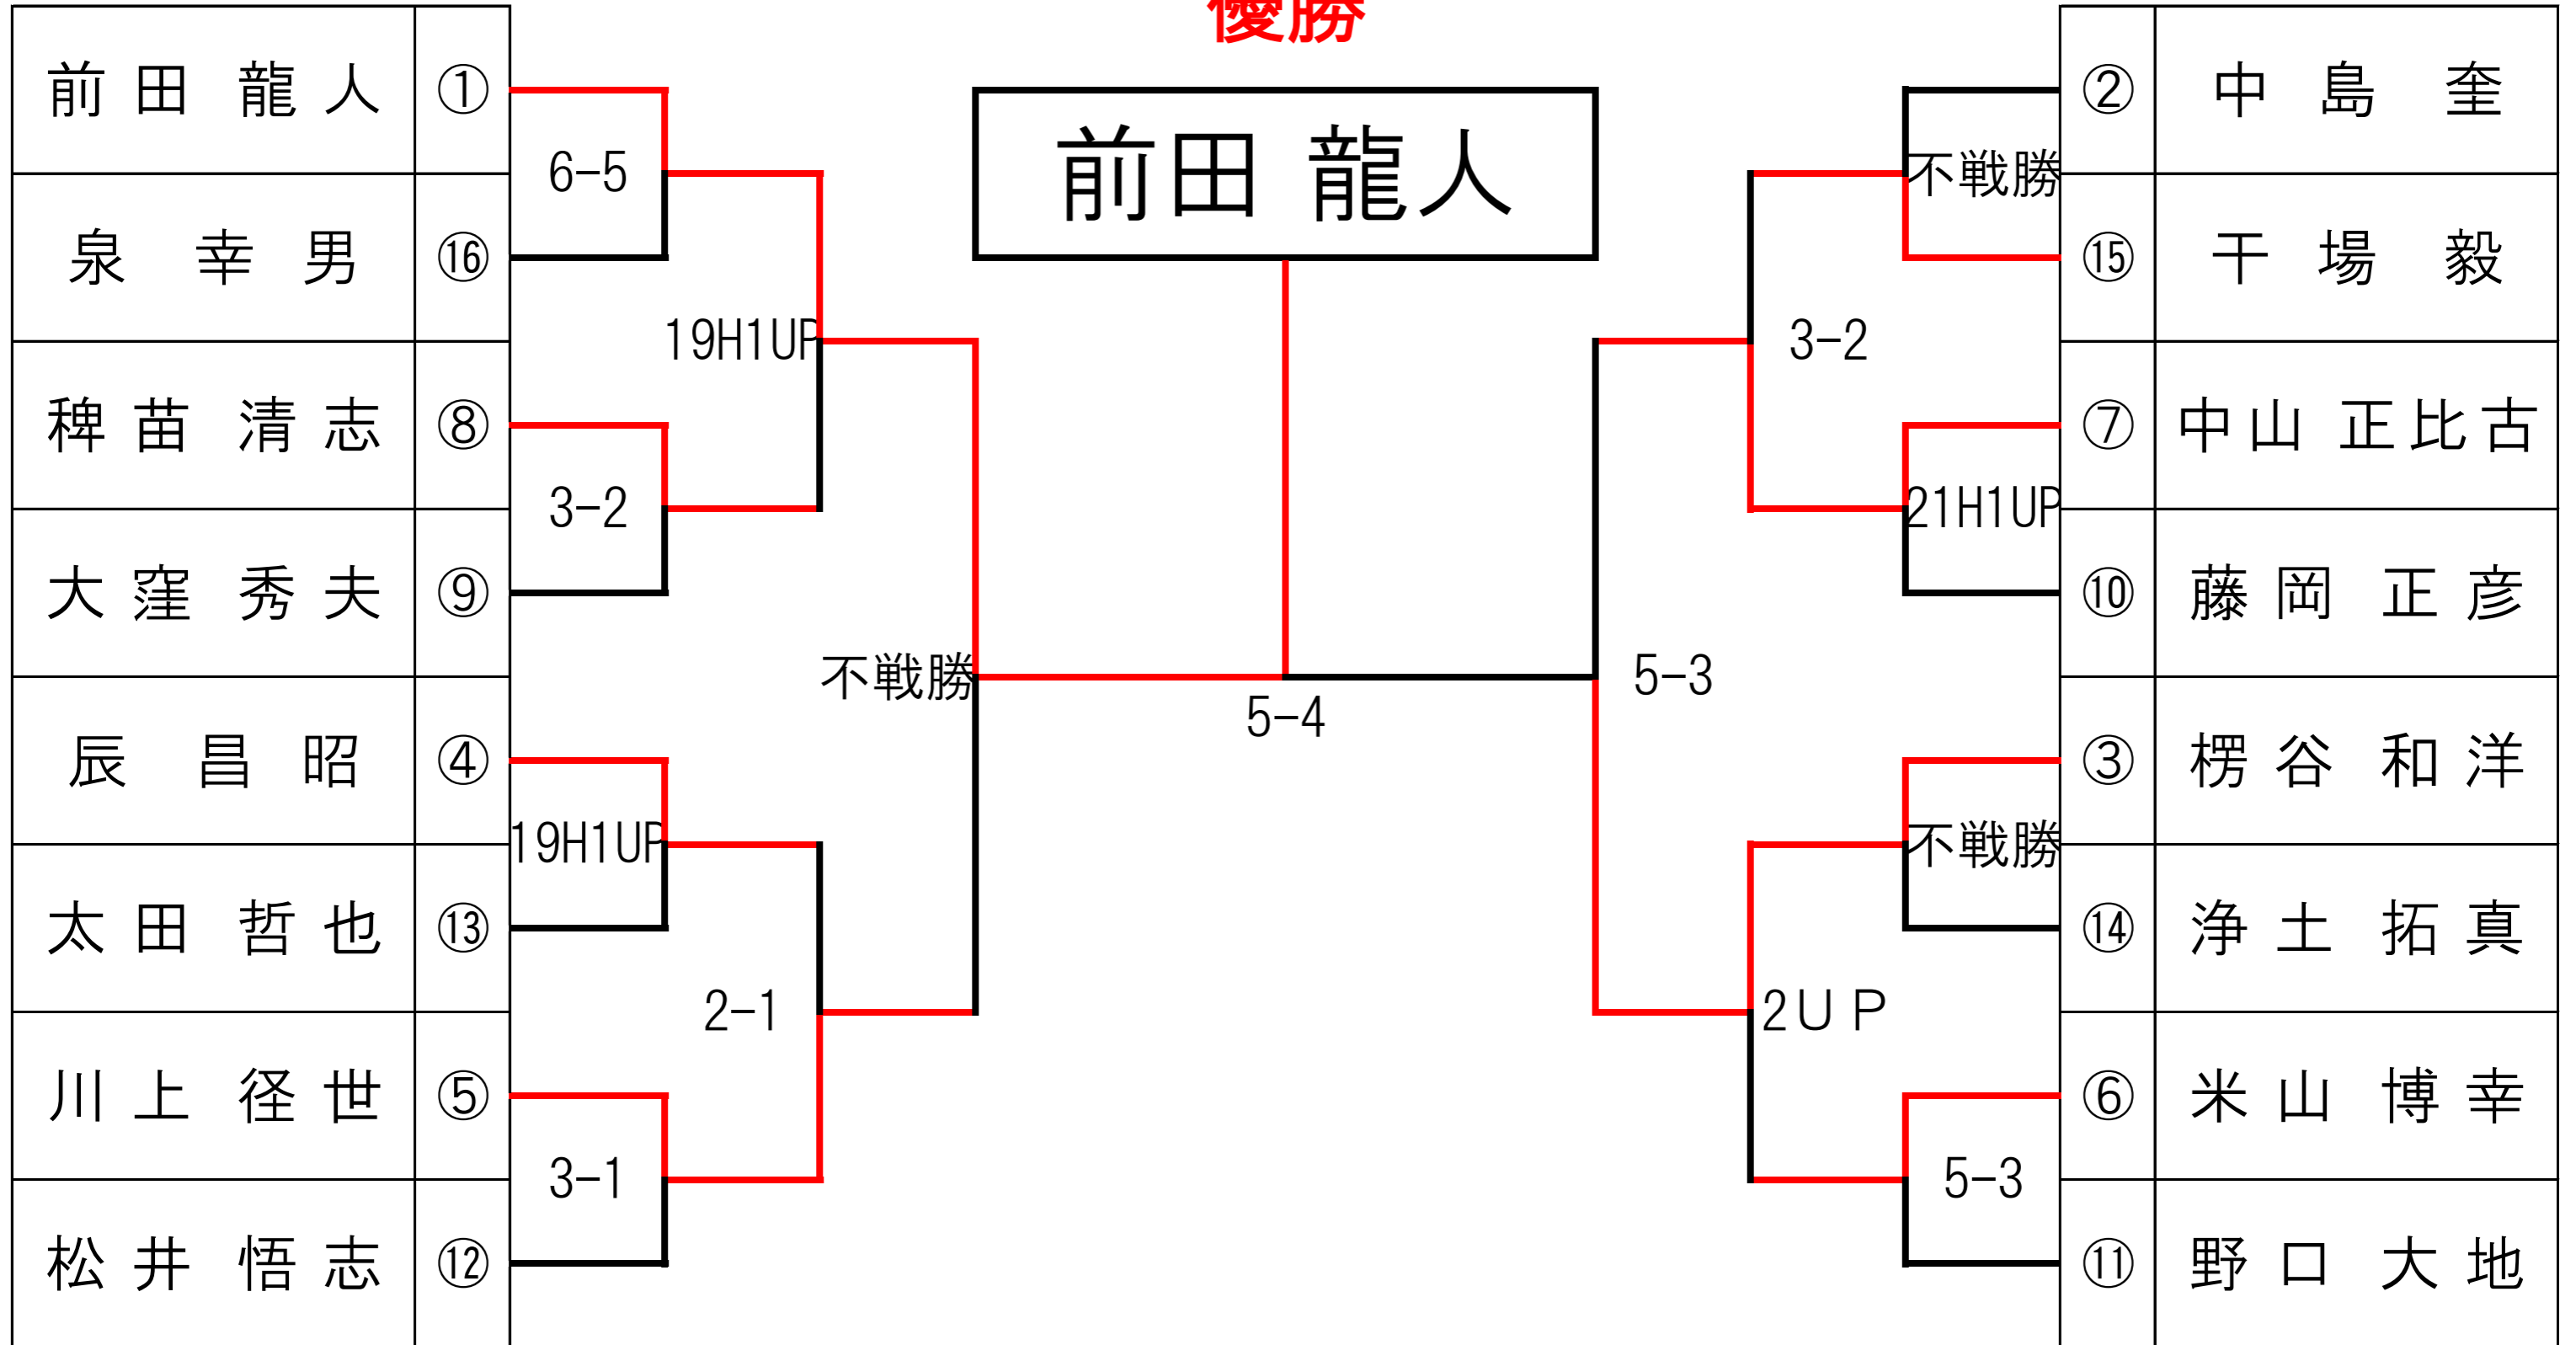 優勝
前田 龍人
前田 龍人 ①
6-5
泉 幸男 ⑯
19H1UP
稗苗 清志 ⑧
3-2
大窪 秀夫 ⑨
不戦勝
辰 昌昭 ④
19H1UP
太田 哲也 ⑬
2-1
川上 径世 ⑤
3-1
松井 悟志 ⑫
5-4
② 中島 奎
不戦勝
⑮ 干場 毅
3-2
⑦ 中山 正比古
21H1UP
⑩ 藤岡 正彦
5-3
③ 楞谷 和洋
不戦勝
⑭ 浄土 拓真
2UP
⑥ 米山 博幸
5-3
⑪ 野口 大地